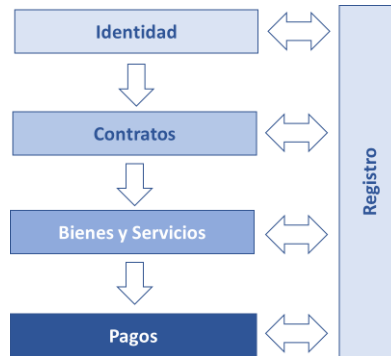 Identidad
Contratos
Bienes y Servicios
Pagos
Registro